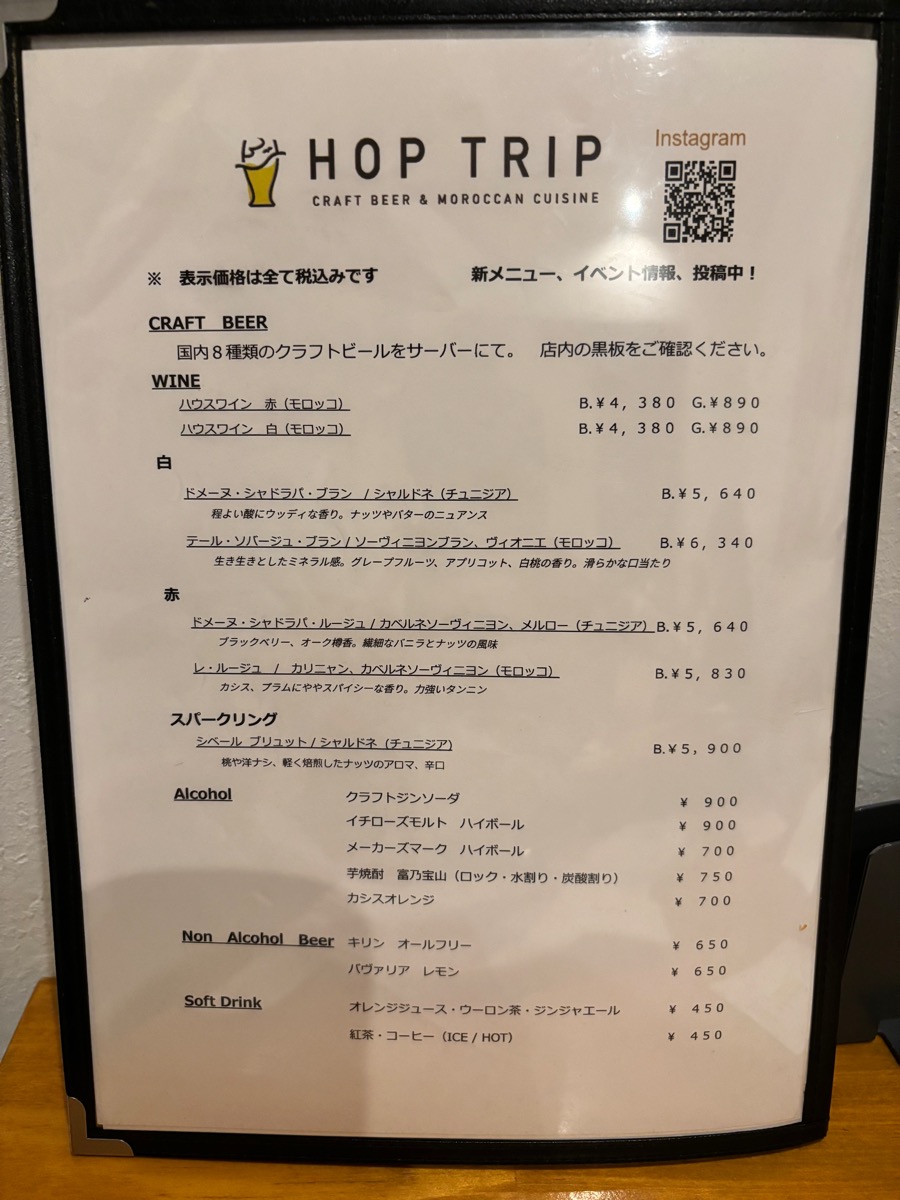 HOP TRIP
CRAFT BEER & MOROCCAN CUISINE
Instagram
※ 表示価格は全て税込みです
新メニュー、イベント情報、投稿中！
CRAFT BEER
国内８種類のクラフトビールをサーバーにて。 店内の黒板をご確認ください。
WINE
ハウスワイン 赤（モロッコ） B.¥４，３８０ G.¥８９０
ハウスワイン 白（モロッコ） B.¥４，３８０ G.¥８９０
白
ドメーヌ・シャドラパ・ブラン / シャルドネ（チュニジア） B.¥５，６４０
程よい酸にウッディな香り。ナッツやバターのニュアンス
テール・ソバージュ・ブラン / ソーヴィニヨンブラン、ヴィオニエ（モロッコ） B.¥６，３４０
生き生きとしたミネラル感。グレープフルーツ、アプリコット、白桃の香り。滑らかな口当たり
赤
ドメーヌ・シャドラパ・ルージュ / カベルネソーヴィニヨン、メルロー（チュニジア） B.¥５，６４０
ブラックベリー、オーク樽香。繊細なバニラとナッツの風味
レ・ルージュ / カリニャン、カベルネソーヴィニヨン（モロッコ） B.¥５，８３０
カシス、プラムにややスパイシーな香り。力強いタンニン
スパークリング
シベール ブリュット / シャルドネ (チュニジア) B.¥５，９００
桃や洋ナシ、軽く焙煎したナッツのアロマ、辛口
Alcohol クラフトジンソーダ ¥ ９００
イチローズモルト ハイボール ¥ ９００
メーカーズマーク ハイボール ¥ ７００
芋焼酎 富乃宝山（ロック・水割り・炭酸割り） ¥ ７５０
カシスオレンジ ¥ ７００
Non Alcohol Beer キリン オールフリー ¥ ６５０
バヴァリア レモン ¥ ６５０
Soft Drink オレンジジュース・ウーロン茶・ジンジャエール ¥ ４５０
紅茶・コーヒー（ICE / HOT） ¥ ４５０